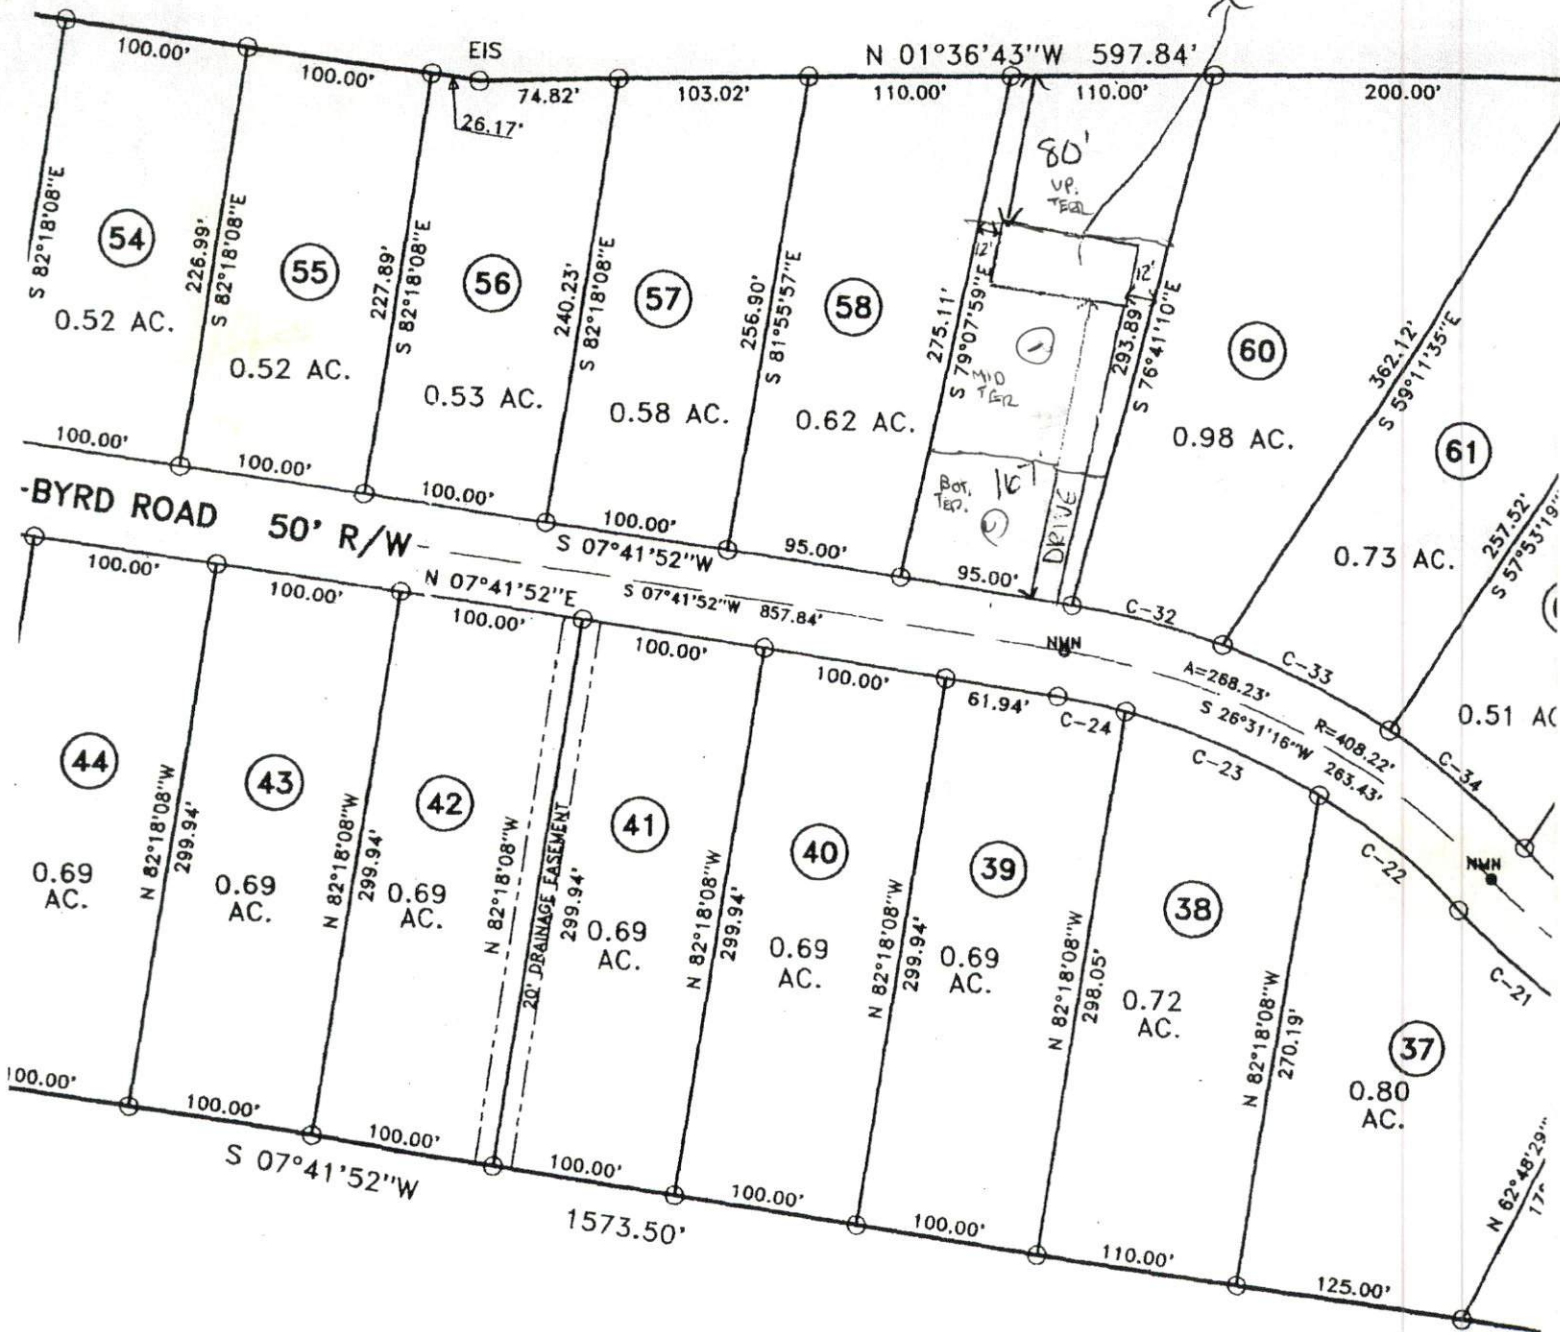 EIS
N 01°36'43"W 597.84'
100.00'
100.00'
74.82'
103.02'
110.00'
110.00'
200.00'
26.17'
80'
UP.
TERR
S 82°18'08"E
54
0.52 AC.
226.99'
S 82°18'08"E
55
0.52 AC.
227.89'
S 82°18'08"E
56
0.53 AC.
240.23'
S 82°18'08"E
57
0.58 AC.
256.90'
S 81°55'57"E
58
0.62 AC.
275.11'
S 79°07'59"E
12'
12'
MID
TER
BOT.
TER.
DRIVE
293.89'
S 76°41'10"E
60
0.98 AC.
362.12'
S 59°11'35"E
61
0.73 AC.
257.52'
S 57°53'19"
0.51 AC
100.00'
100.00'
100.00'
100.00'
95.00'
95.00'
C-32
C-33
C-34
-BYRD ROAD 50' R/W
S 07°41'52"W
N 07°41'52"E
S 07°41'52"W 857.84'
NMN
A=268.23'
R=408.22'
S 26°31'16"W 263.43'
NMN
100.00'
100.00'
100.00'
100.00'
100.00'
61.94'
C-24
C-23
C-22
C-21
44
0.69
AC.
N 82°18'08"W
299.94'
43
0.69
AC.
N 82°18'08"W
299.94'
42
0.69
AC.
N 82°18'08"W
20' DRAINAGE EASEMENT
299.94'
41
0.69
AC.
N 82°18'08"W
299.94'
40
0.69
AC.
N 82°18'08"W
299.94'
39
0.69
AC.
N 82°18'08"W
298.05'
38
0.72
AC.
N 82°18'08"W
270.19'
37
0.80
AC.
N 62°48'29"
100.00'
100.00'
100.00'
100.00'
100.00'
100.00'
110.00'
125.00'
S 07°41'52"W
1573.50'